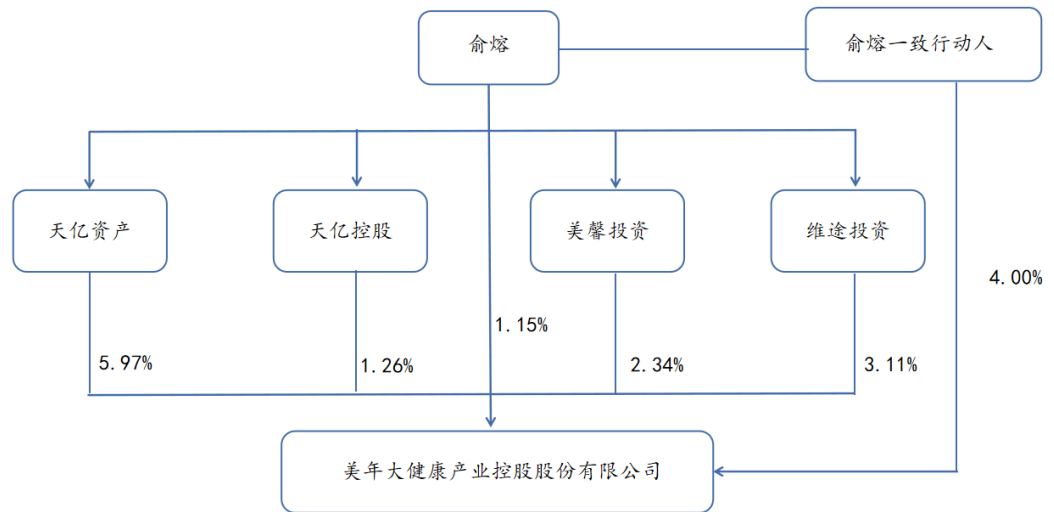 俞熔
俞熔一致行动人
天亿资产
天亿控股
美馨投资
维途投资
4.00%
1.15%
5.97%
1.26%
2.34%
3.11%
美年大健康产业控股股份有限公司